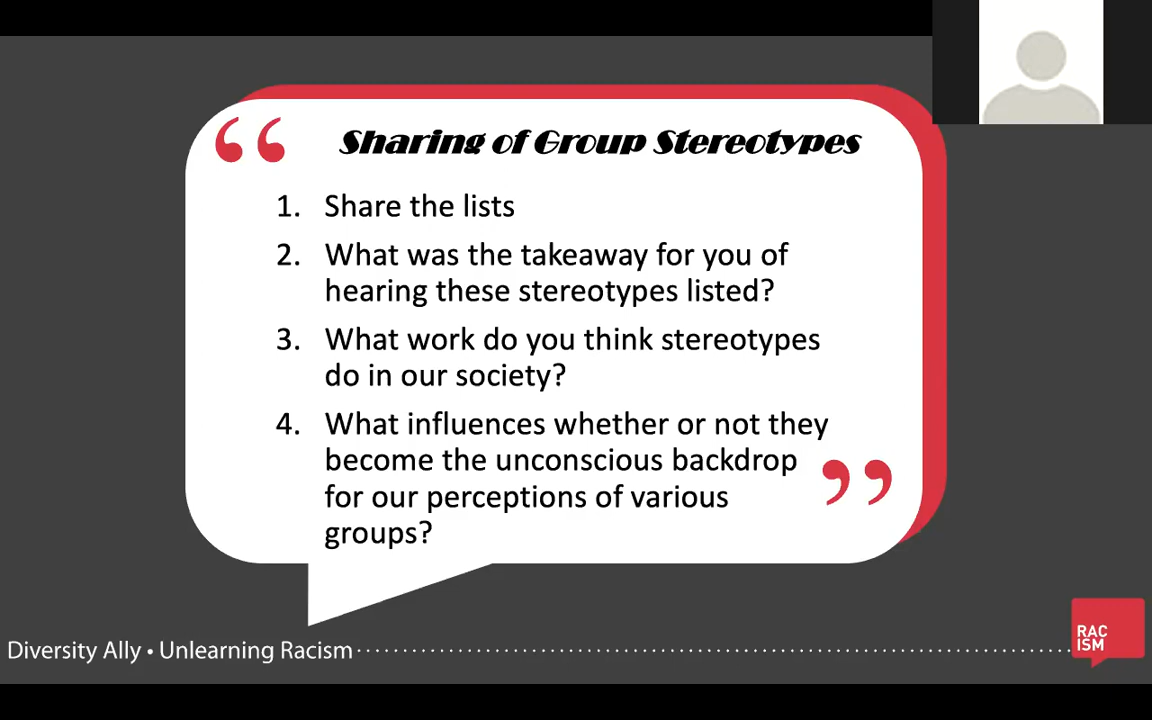 Sharing of Group Stereotypes
1. Share the lists
2. What was the takeaway for you of
hearing these stereotypes listed?
3. What work do you think stereotypes
do in our society?
4. What influences whether or not they
become the unconscious backdrop
for our perceptions of various
groups?
Diversity Ally • Unlearning Racism
RAC
ISM